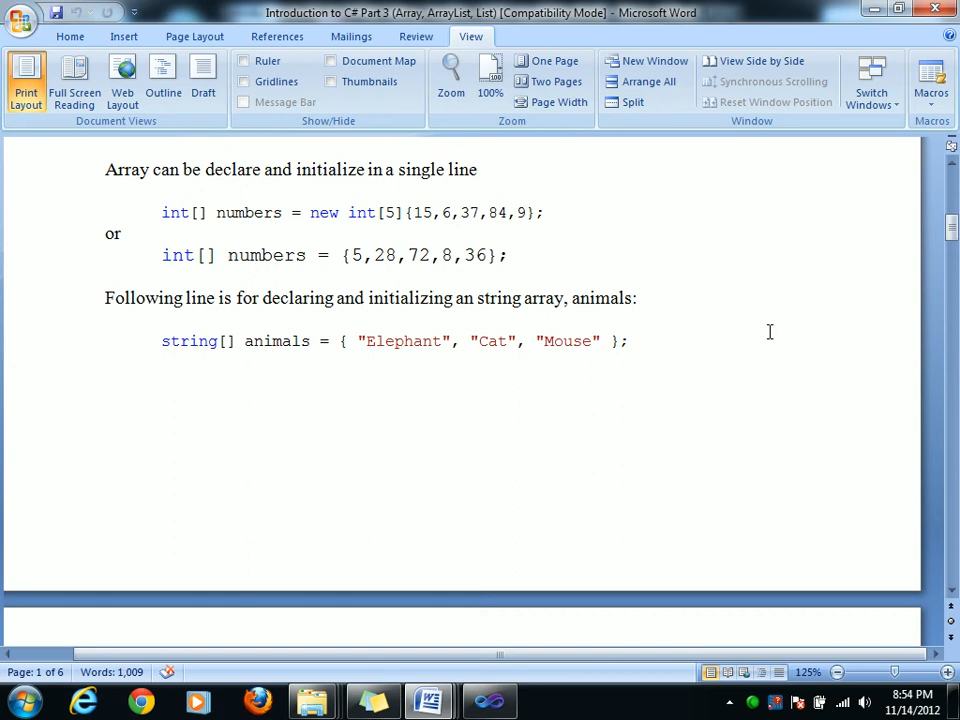 Introduction to C# Part 3 (Array, ArrayList, List) [Compatibility Mode] - Microsoft Word
Home Insert Page Layout References Mailings Review View
Print Layout
Full Screen Reading
Web Layout
Outline
Draft
Document Views
Ruler
Gridlines
Message Bar
Document Map
Thumbnails
Show/Hide
Zoom
100%
One Page
Two Pages
Page Width
Zoom
New Window
Arrange All
Split
View Side by Side
Synchronous Scrolling
Reset Window Position
Switch Windows
Window
Macros
Macros
Array can be declare and initialize in a single line
int[] numbers = new int[5]{15,6,37,84,9};
or
int[] numbers = {5,28,72,8,36};
Following line is for declaring and initializing an string array, animals:
string[] animals = { "Elephant", "Cat", "Mouse" };
Page: 1 of 6 Words: 1,009 125%
8:54 PM
11/14/2012